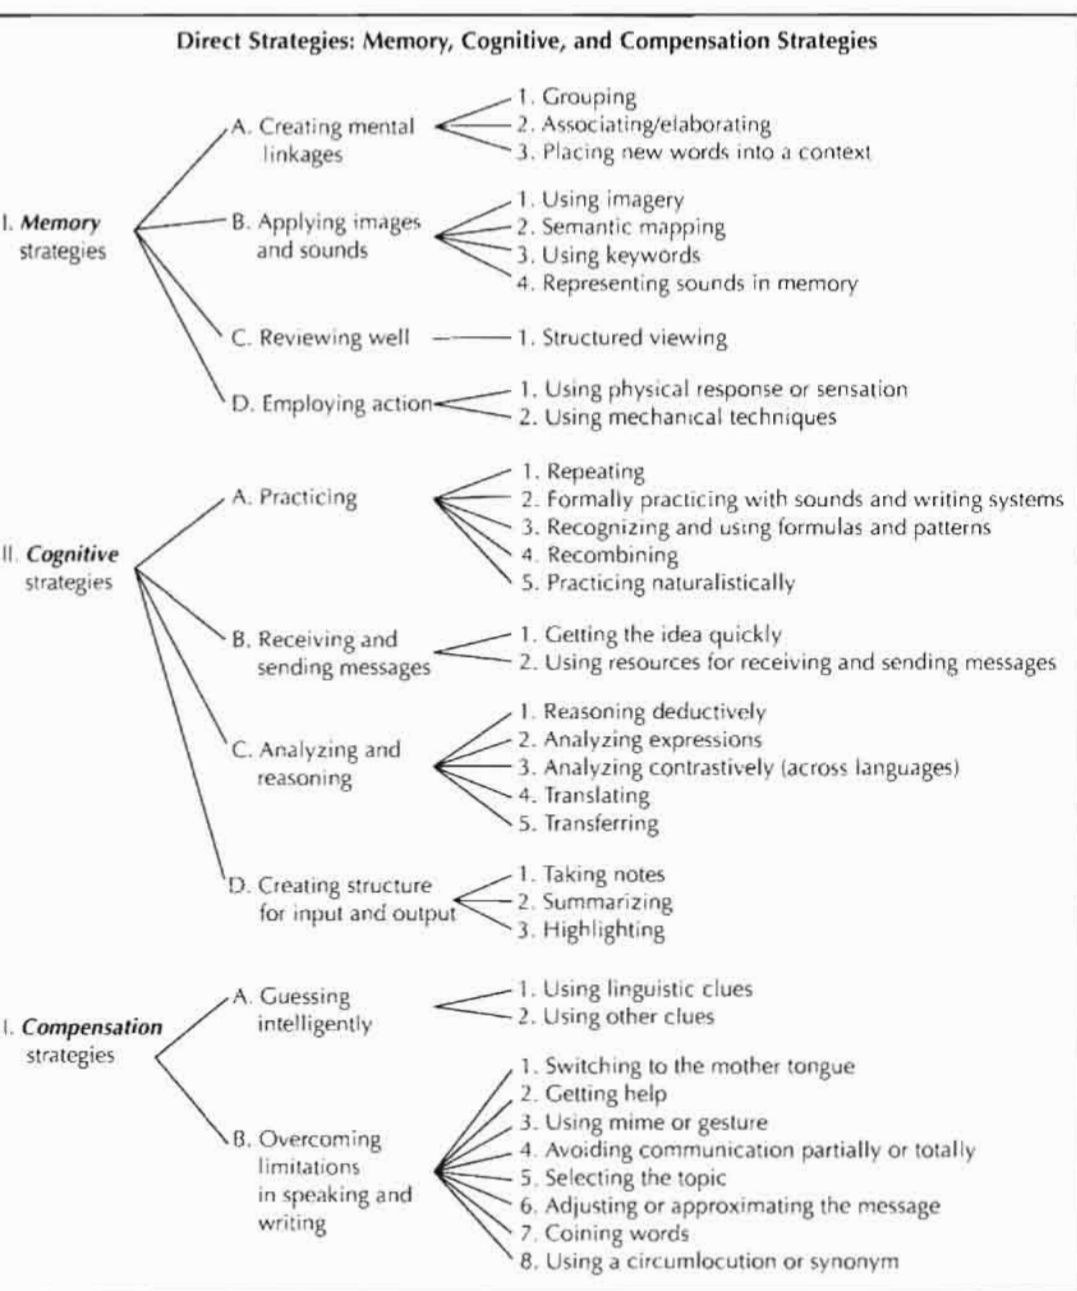 Direct Strategies: Memory, Cognitive, and Compensation Strategies
1. Grouping
A. Creating mental
2. Associating/elaborating
linkages
3. Placing new words into a context
1. Using imagery
I. Memory
B. Applying images
2. Semantic mapping
strategies
and sounds
3. Using keywords
4. Representing sounds in memory
C. Reviewing well
1. Structured viewing
D. Employing action
1. Using physical response or sensation
2. Using mechanical techniques
1. Repeating
A. Practicing
2. Formally practicing with sounds and writing systems
3. Recognizing and using formulas and patterns
II. Cognitive
4. Recombining
strategies
5. Practicing naturalistically
B. Receiving and
1. Getting the idea quickly
sending messages
2. Using resources for receiving and sending messages
1. Reasoning deductively
C. Analyzing and
2. Analyzing expressions
reasoning
3. Analyzing contrastively (across languages)
4. Translating
5. Transferring
1. Taking notes
D. Creating structure
2. Summarizing
for input and output
3. Highlighting
A. Guessing
1. Using linguistic clues
intelligently
2. Using other clues
I. Compensation
strategies
1. Switching to the mother tongue
2. Getting help
3. Using mime or gesture
B. Overcoming
4. Avoiding communication partially or totally
limitations
5. Selecting the topic
in speaking and
6. Adjusting or approximating the message
writing
7. Coining words
8. Using a circumlocution or synonym